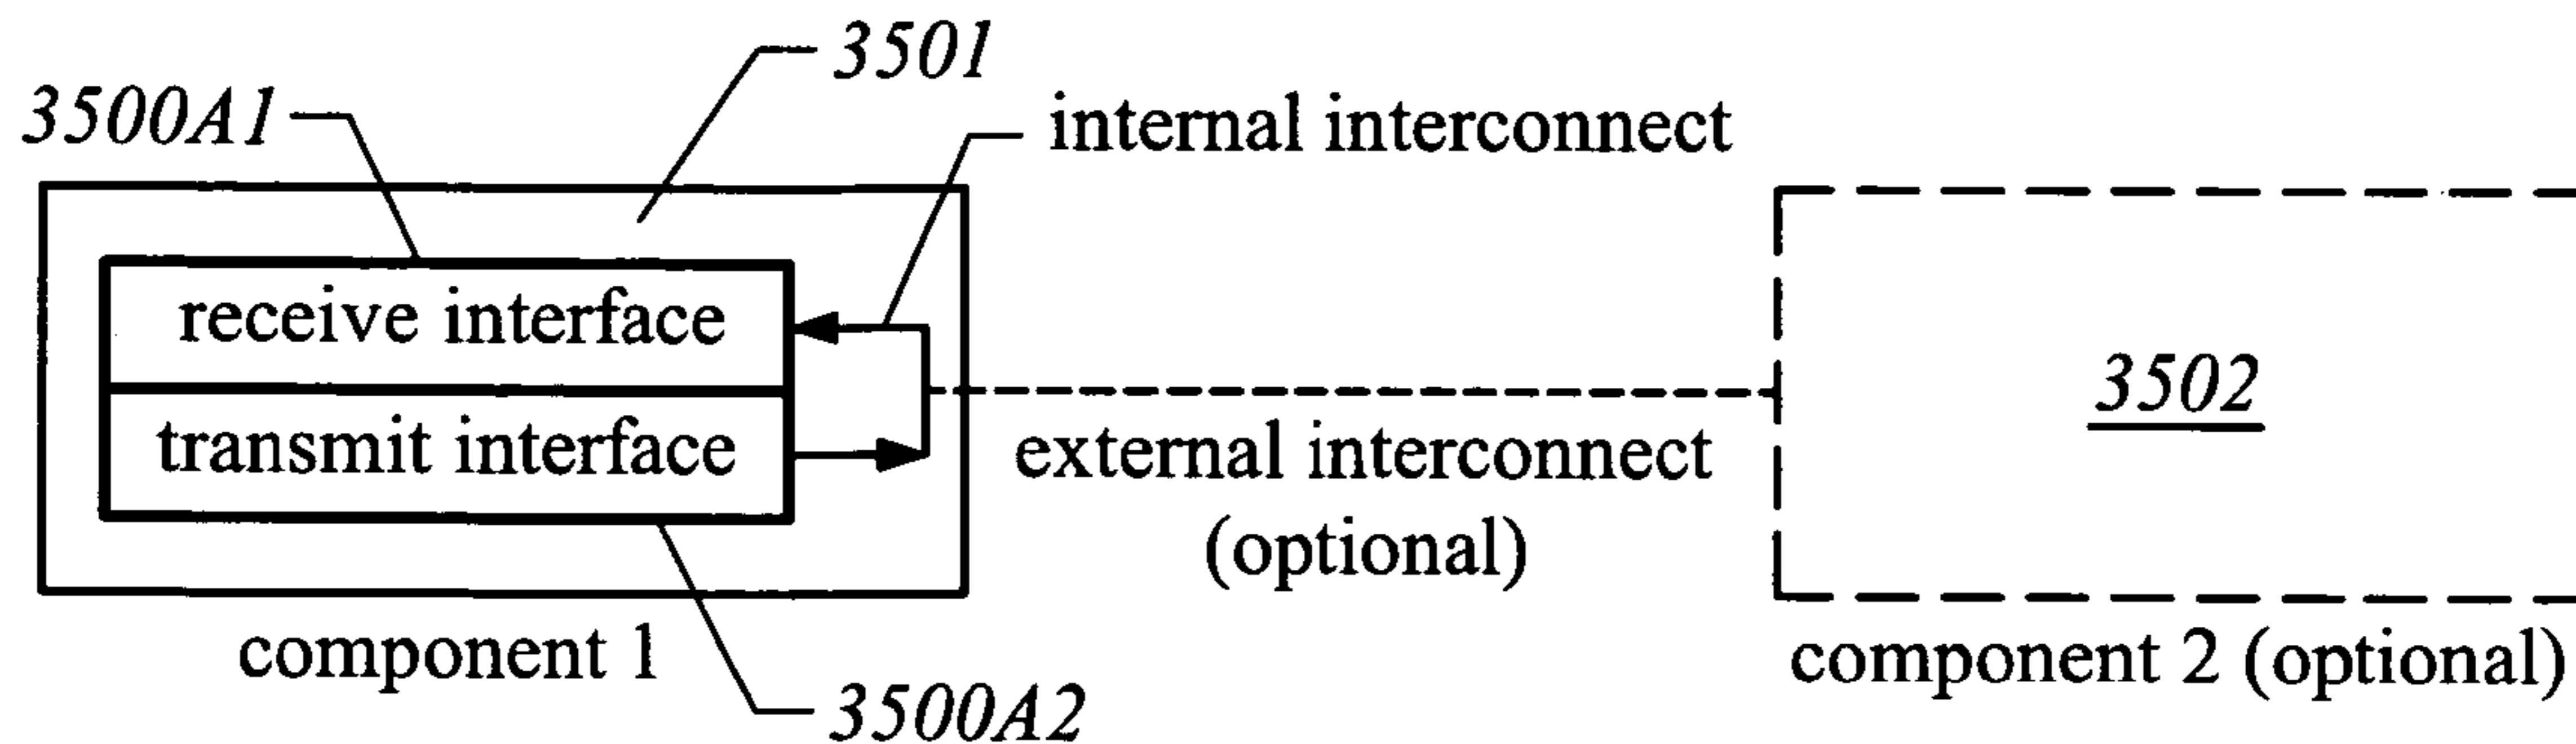 3501
3500A1
internal interconnect
receive interface
transmit interface
external interconnect
(optional)
3502
component 1
component 2 (optional)
3500A2